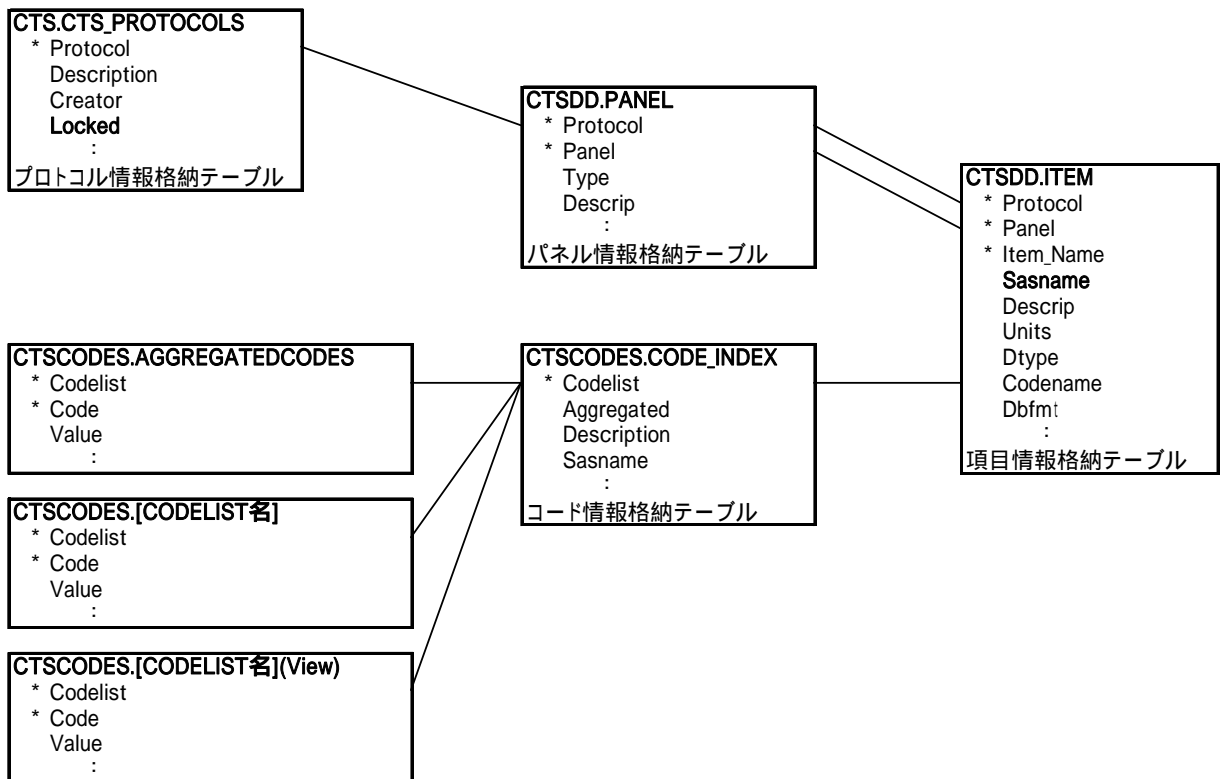 CTS.CTS_PROTOCOLS
* Protocol
Description
Creator
Locked
:
プロトコル情報格納テーブル
CTSDD.PANEL
* Protocol
* Panel
Type
Descrip
:
パネル情報格納テーブル
CTSDD.ITEM
* Protocol
* Panel
* Item_Name
Sasname
Descrip
Units
Dtype
Codename
Dbfmt
:
項目情報格納テーブル
CTSCODES.AGGREGATEDCODES
* Codelist
* Code
Value
:
CTSCODES.CODE_INDEX
* Codelist
Aggregated
Description
Sasname
:
コード情報格納テーブル
CTSCODES.[CODELIST名]
* Codelist
* Code
Value
:
CTSCODES.[CODELIST名](View)
* Codelist
* Code
Value
: